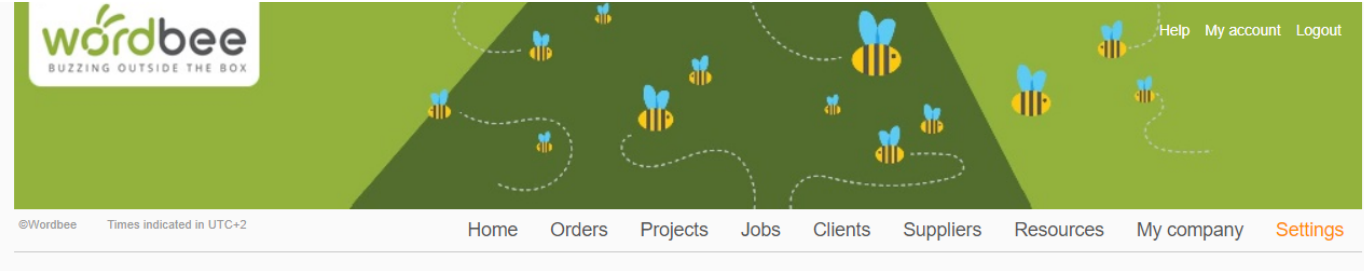 wordbee
BUZZING OUTSIDE THE BOX
Help My account Logout
©Wordbee Times indicated in UTC+2
Home Orders Projects Jobs Clients Suppliers Resources My company Settings